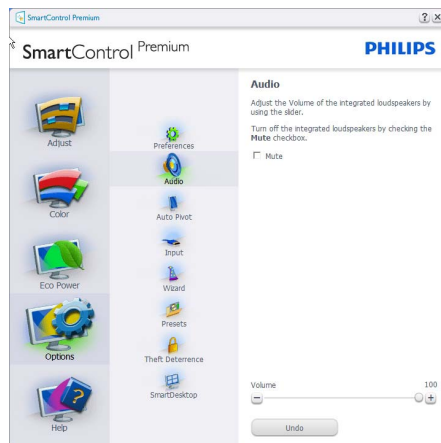 SmartControl Premium
SmartControl Premium
PHILIPS
Adjust
Color
Eco Power
Options
Help
Preferences
Audio
Auto Pivot
Input
Wizard
Presets
Theft Deterrence
SmartDesktop
Audio
Adjust the Volume of the integrated loudspeakers by
using the slider.
Turn off the integrated loudspeakers by checking the
Mute checkbox.
Mute
Volume 100
Undo